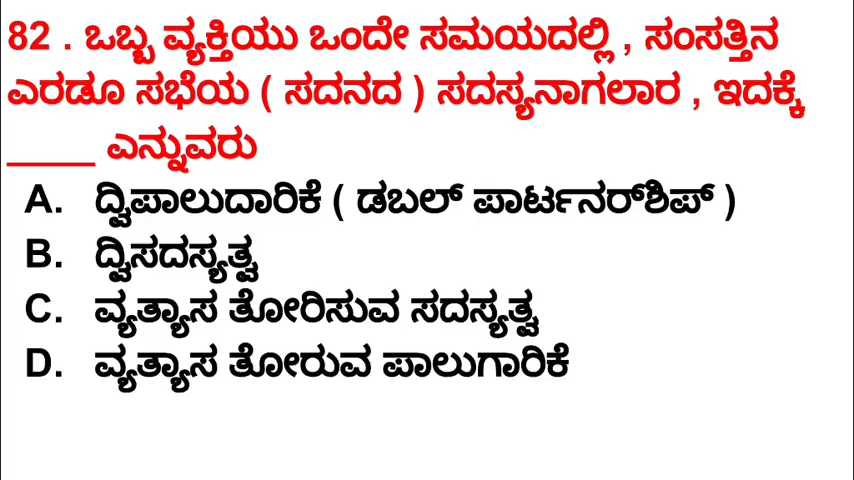 82 . ಒಬ್ಬ ವ್ಯಕ್ತಿಯು ಒಂದೇ ಸಮಯದಲ್ಲಿ , ಸಂಸತ್ತಿನ
ಎರಡೂ ಸಭೆಯ ( ಸದನದ ) ಸದಸ್ಯನಾಗಲಾರ , ಇದಕ್ಕೆ
____ ಎನ್ನುವರು
A. ದ್ವಿಪಾಲುದಾರಿಕೆ ( ಡಬಲ್ ಪಾರ್ಟನರ್‌ಶಿಪ್ )
B. ದ್ವಿಸದಸ್ಯತ್ವ
C. ವ್ಯತ್ಯಾಸ ತೋರಿಸುವ ಸದಸ್ಯತ್ವ
D. ವ್ಯತ್ಯಾಸ ತೋರುವ ಪಾಲುಗಾರಿಕೆ